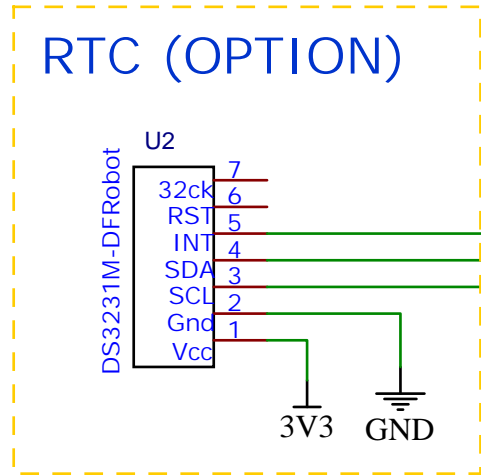 RTC (OPTION)
U2
DS3231M-DFRobot
7
32ck
6
RST
5
INT
4
SDA
3
SCL
2
Gnd
1
Vcc
3V3
GND